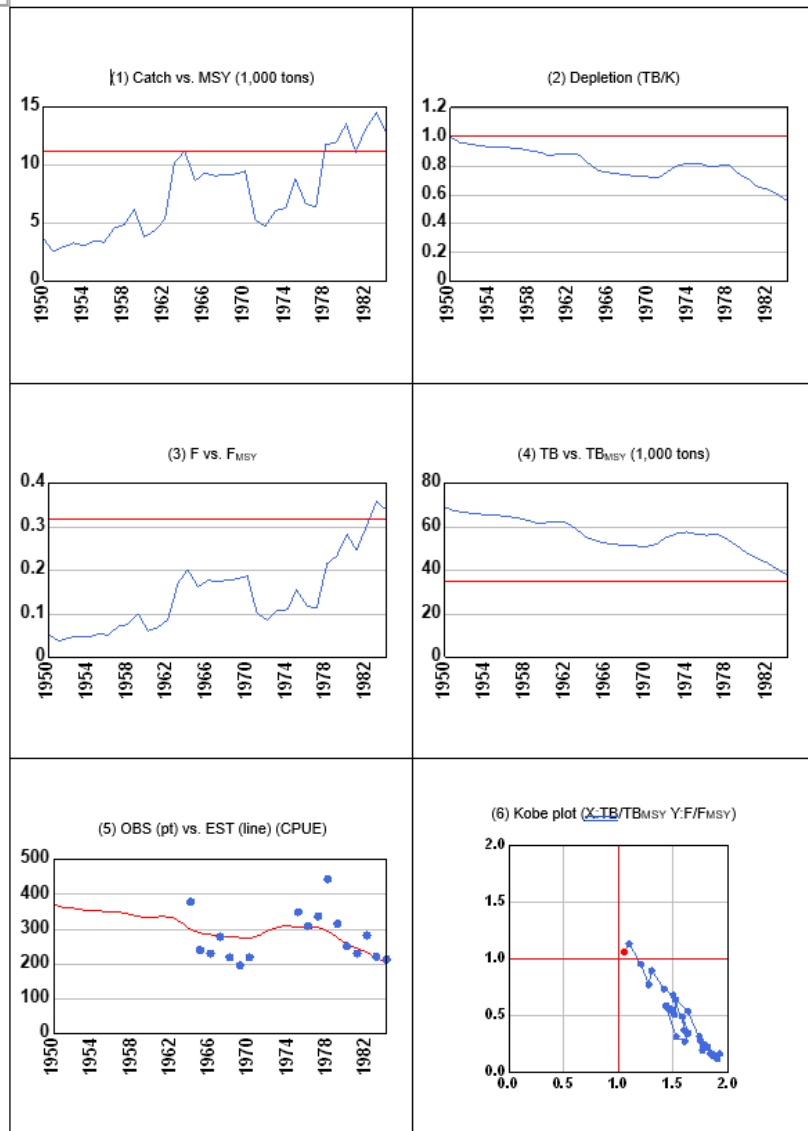 (1) Catch vs. MSY (1,000 tons)
15
10
5
0
1950 1954 1958 1962 1966 1970 1974 1978 1982
(2) Depletion (TB/K)
1.2
1.0
0.8
0.6
0.4
0.2
0
1950 1954 1958 1962 1966 1970 1974 1978 1982
(3) F vs. FMSY
0.4
0.3
0.2
0.1
0
1950 1954 1958 1962 1966 1970 1974 1978 1982
(4) TB vs. TBMSY (1,000 tons)
80
60
40
20
0
1950 1954 1958 1962 1966 1970 1974 1978 1982
(5) OBS (pt) vs. EST (line) (CPUE)
500
400
300
200
100
0
1950 1954 1958 1962 1966 1970 1974 1978 1982
(6) Kobe plot (X:TB/TBMSY Y:F/FMSY)
2.0
1.5
1.0
0.5
0.0
0.0 0.5 1.0 1.5 2.0